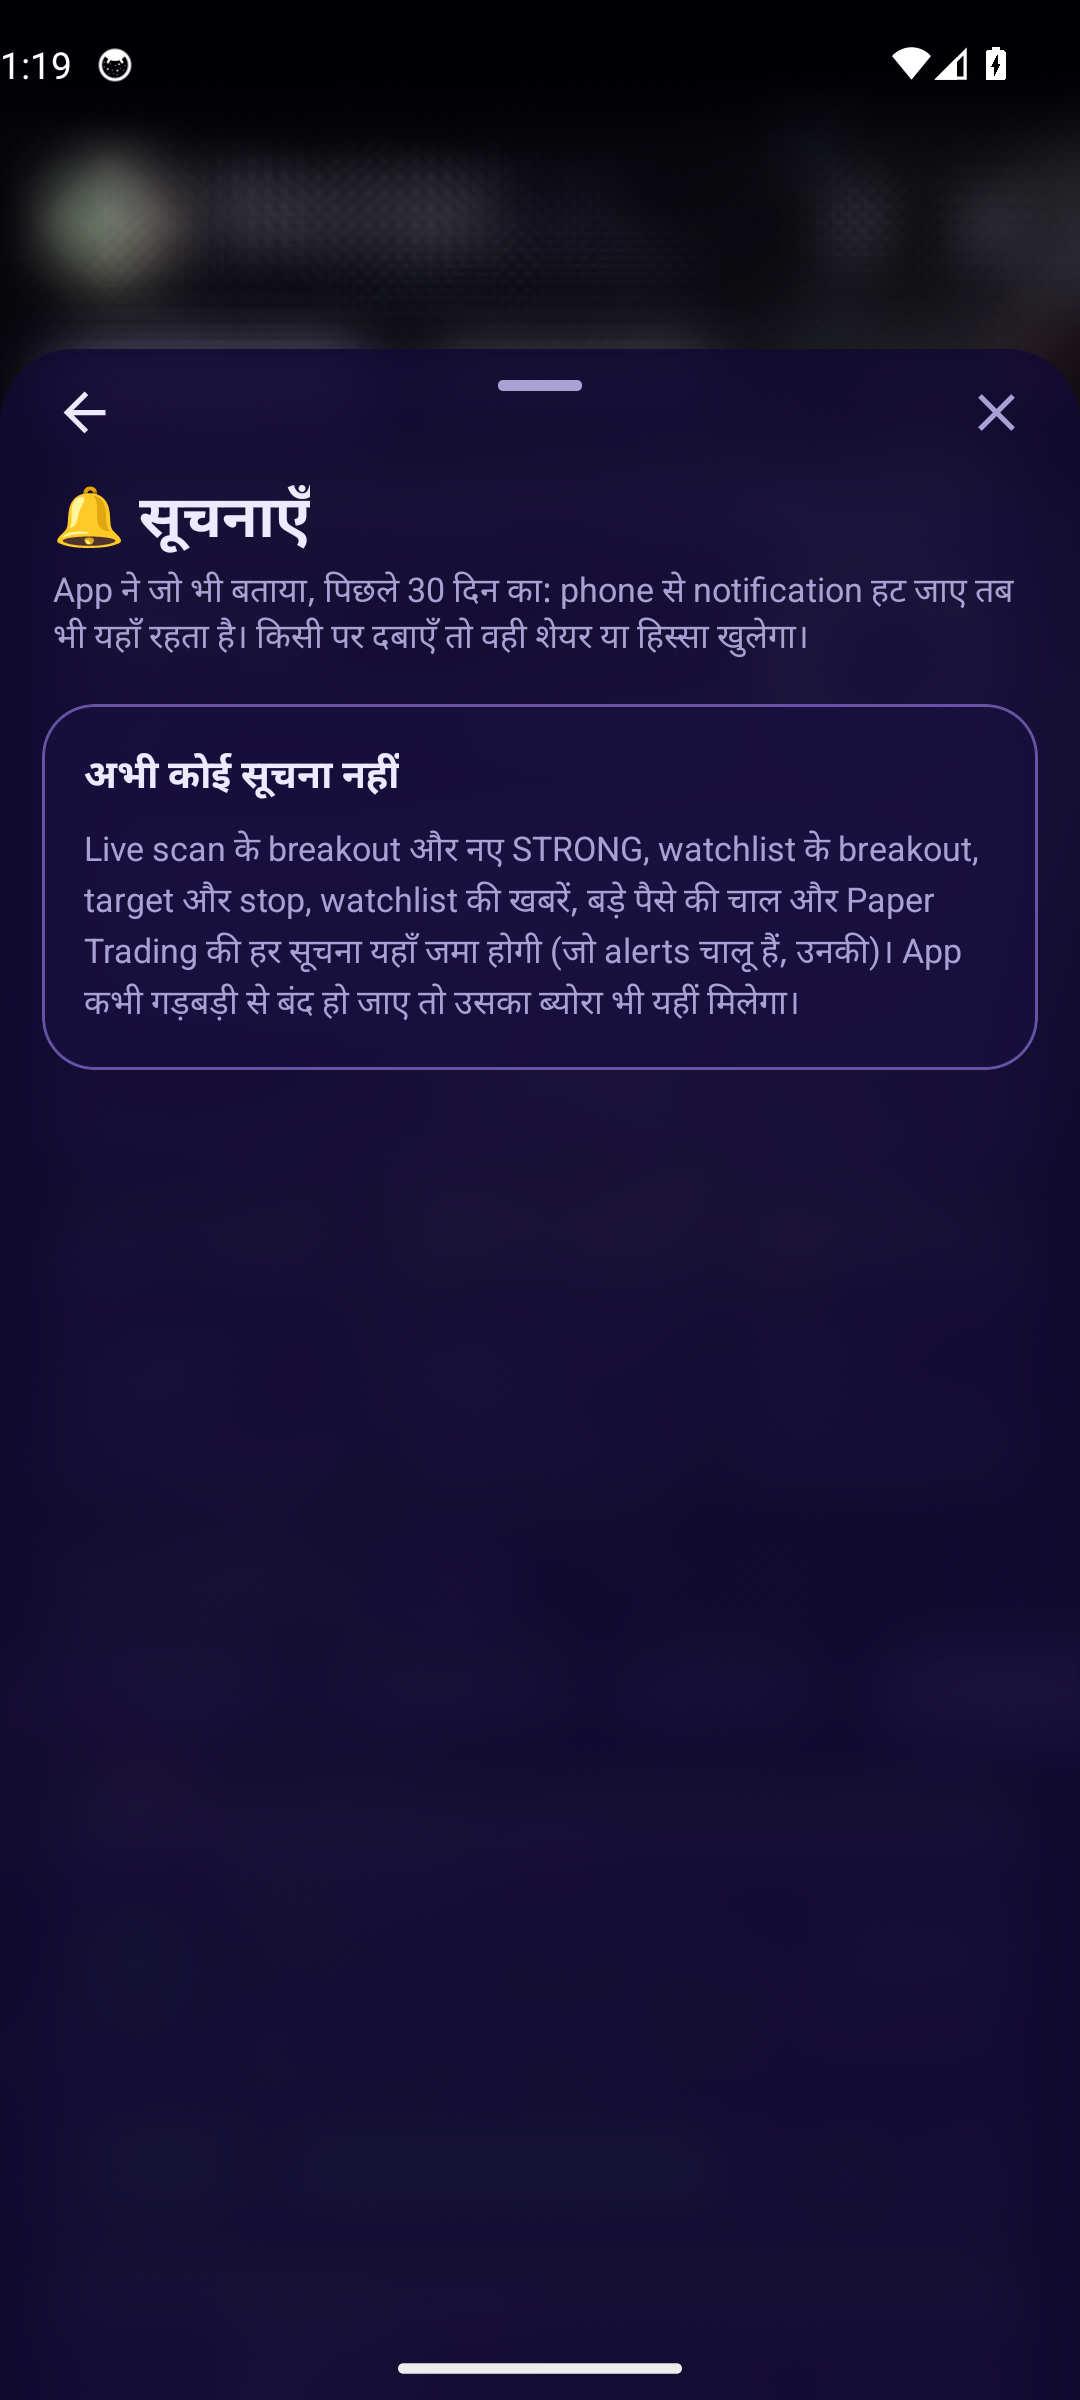 1:19
🔔 सूचनाएँ
App ने जो भी बताया, पिछले 30 दिन का: phone से notification हट जाए तब
भी यहाँ रहता है। किसी पर दबाएँ तो वही शेयर या हिस्सा खुलेगा।
अभी कोई सूचना नहीं
Live scan के breakout और नए STRONG, watchlist के breakout,
target और stop, watchlist की खबरें, बड़े पैसे की चाल और Paper
Trading की हर सूचना यहाँ जमा होगी (जो alerts चालू हैं, उनकी)। App
कभी गड़बड़ी से बंद हो जाए तो उसका ब्योरा भी यहीं मिलेगा।